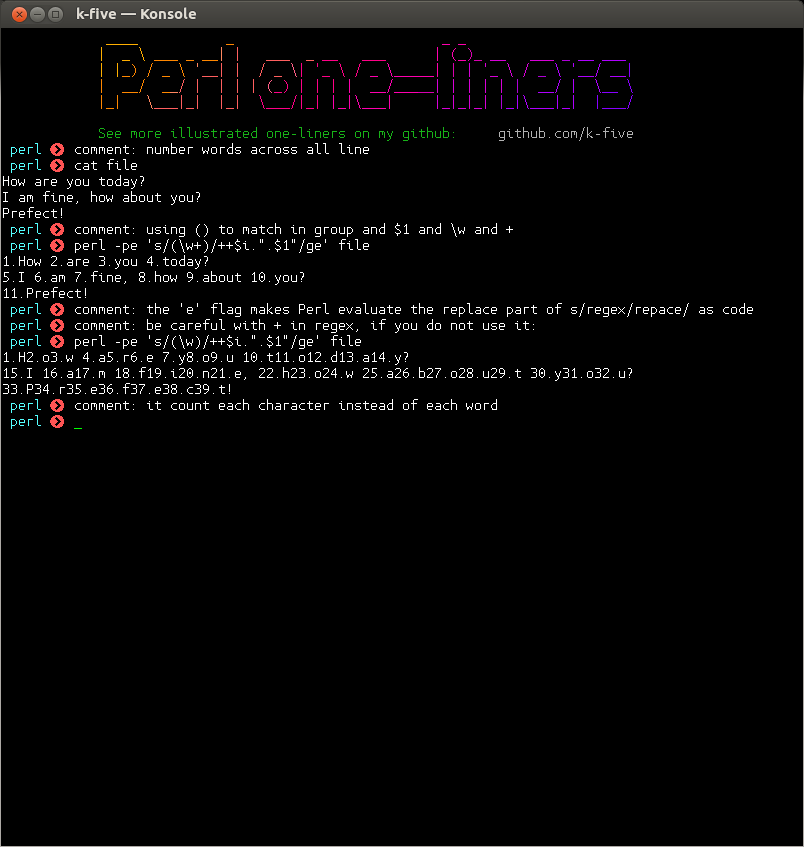 k-five — Konsole
Perl one-liners
See more illustrated one-liners on my github: github.com/k-five
perl comment: number words across all line
perl cat file
How are you today?
I am fine, how about you?
Prefect!
perl comment: using () to match in group and $1 and \w and +
perl perl -pe 's/(\w+)/++$i.".$1"/ge' file
1.How 2.are 3.you 4.today?
5.I 6.am 7.fine, 8.how 9.about 10.you?
11.Prefect!
perl comment: the 'e' flag makes Perl evaluate the replace part of s/regex/repace/ as code
perl comment: be careful with + in regex, if you do not use it:
perl perl -pe 's/(\w)/++$i.".$1"/ge' file
1.H2.o3.w 4.a5.r6.e 7.y8.o9.u 10.t11.o12.d13.a14.y?
15.I 16.a17.m 18.f19.i20.n21.e, 22.h23.o24.w 25.a26.b27.o28.u29.t 30.y31.o32.u?
33.P34.r35.e36.f37.e38.c39.t!
perl comment: it count each character instead of each word
perl